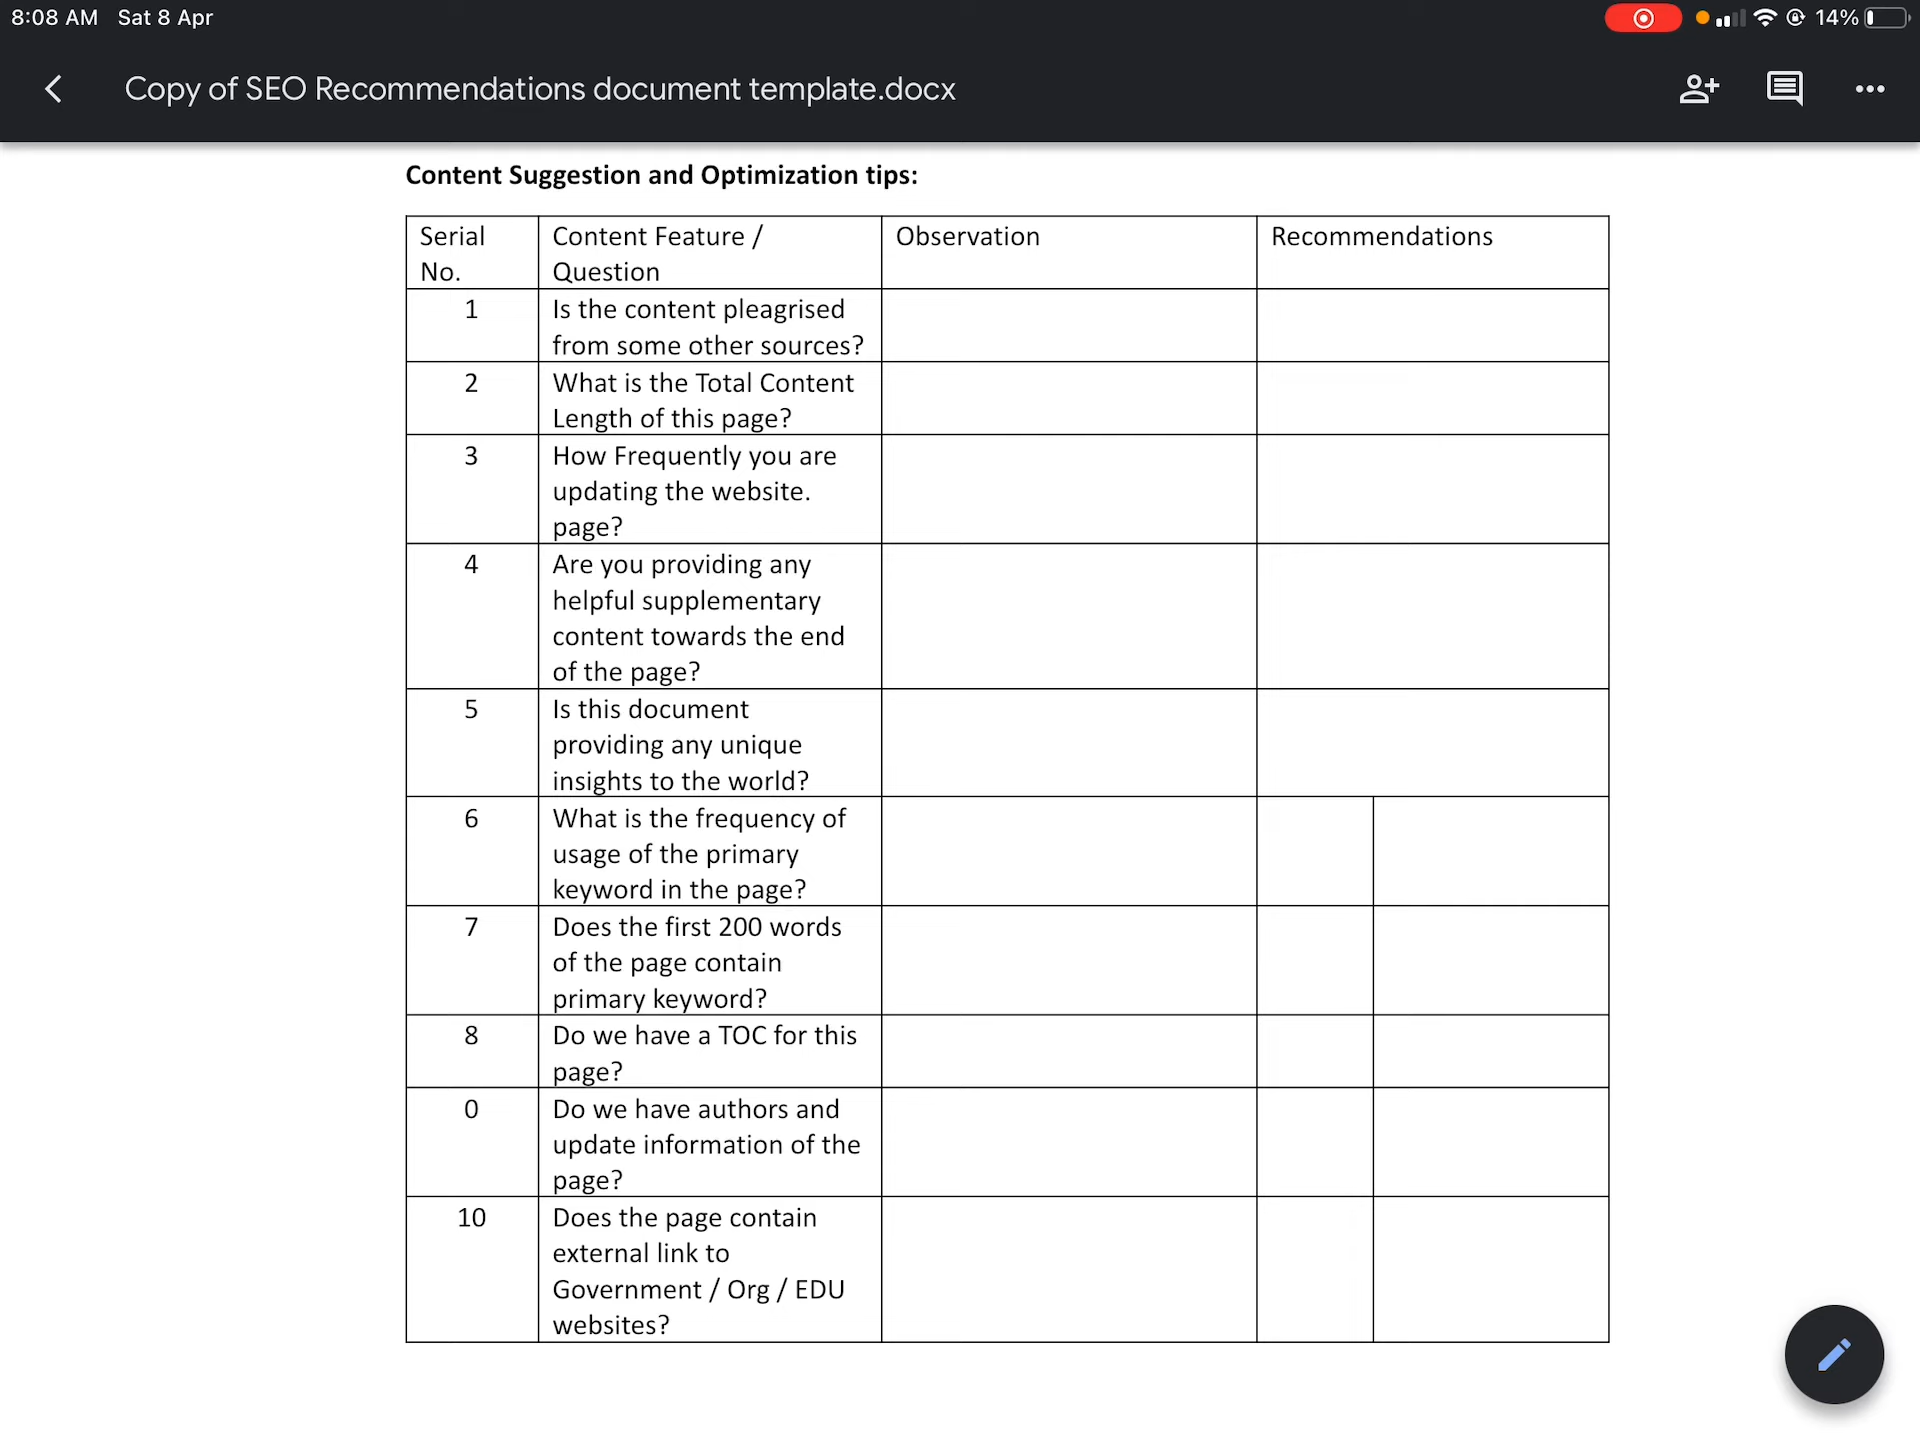 8:08 AM Sat 8 Apr
14%
Copy of SEO Recommendations document template.docx
Content Suggestion and Optimization tips:
Serial No.
Content Feature / Question
Observation
Recommendations
1
Is the content pleagrised
from some other sources?
2
What is the Total Content
Length of this page?
3
How Frequently you are
updating the website.
page?
4
Are you providing any
helpful supplementary
content towards the end
of the page?
5
Is this document
providing any unique
insights to the world?
6
What is the frequency of
usage of the primary
keyword in the page?
7
Does the first 200 words
of the page contain
primary keyword?
8
Do we have a TOC for this
page?
0
Do we have authors and
update information of the
page?
10
Does the page contain
external link to
Government / Org / EDU
websites?